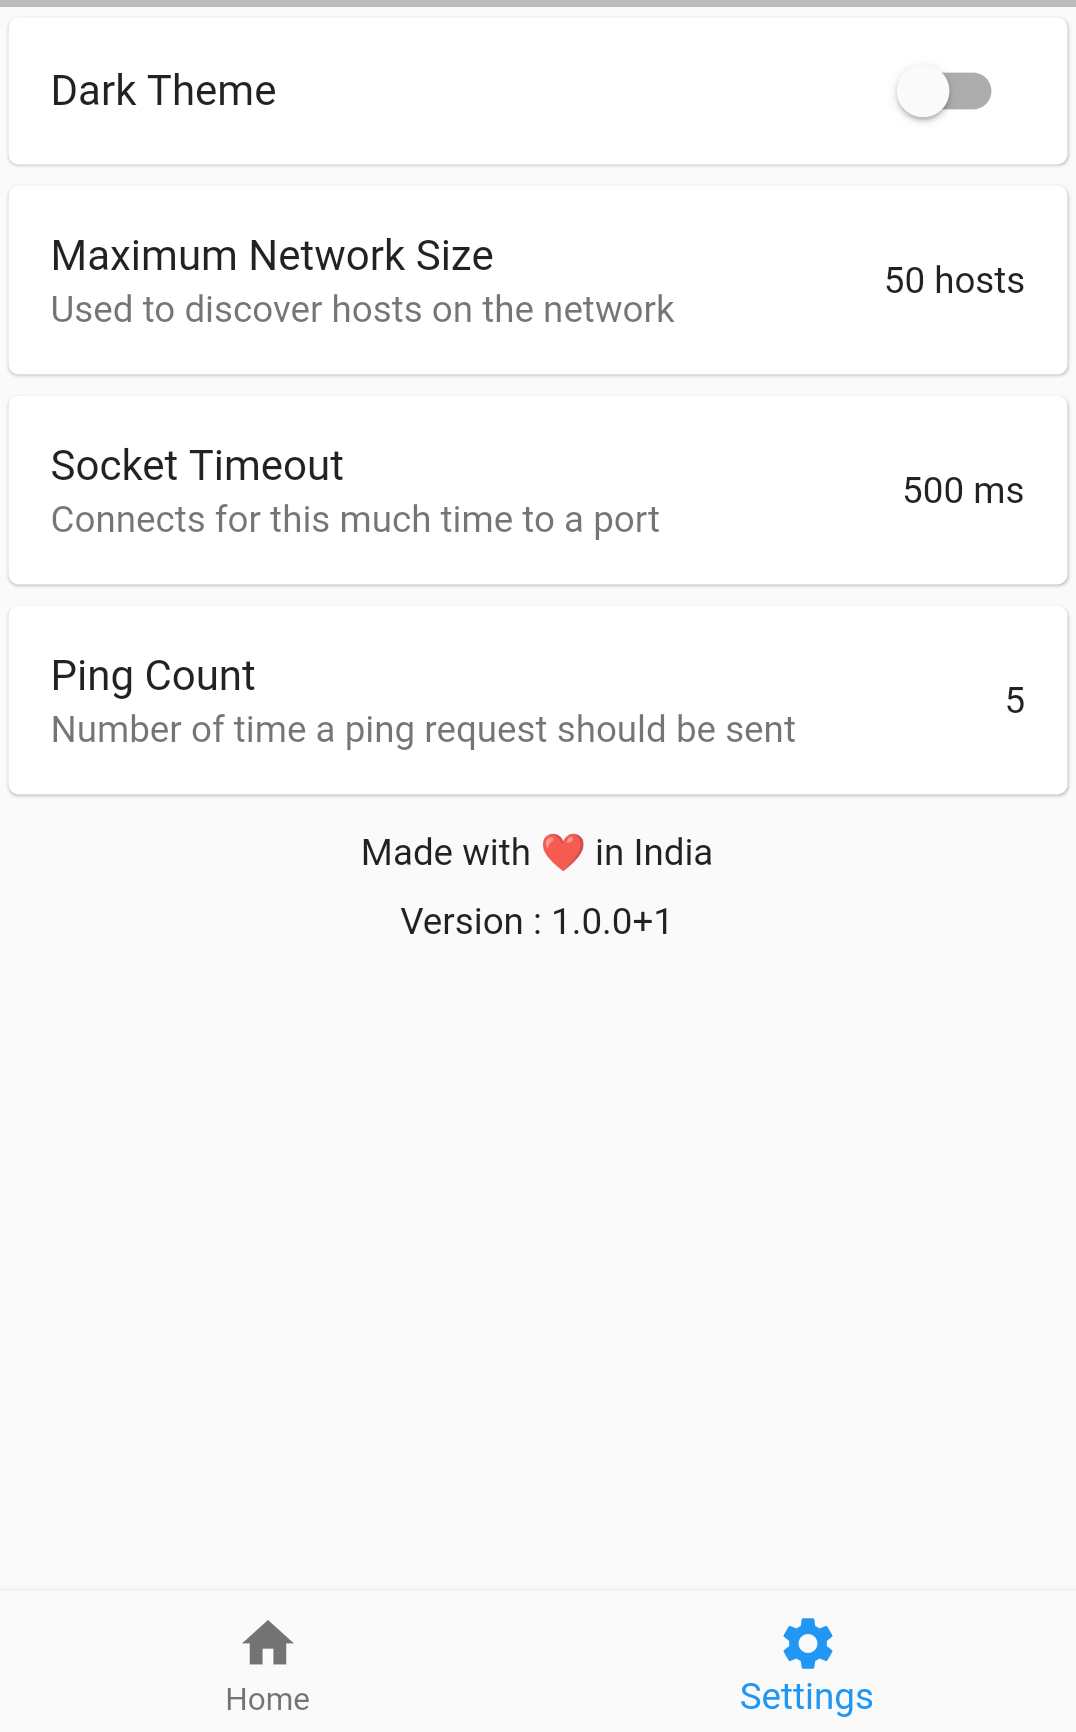 Dark Theme
Maximum Network Size
Used to discover hosts on the network
50 hosts
Socket Timeout
Connects for this much time to a port
500 ms
Ping Count
Number of time a ping request should be sent
5
Made with ❤️ in India
Version : 1.0.0+1
Home
Settings